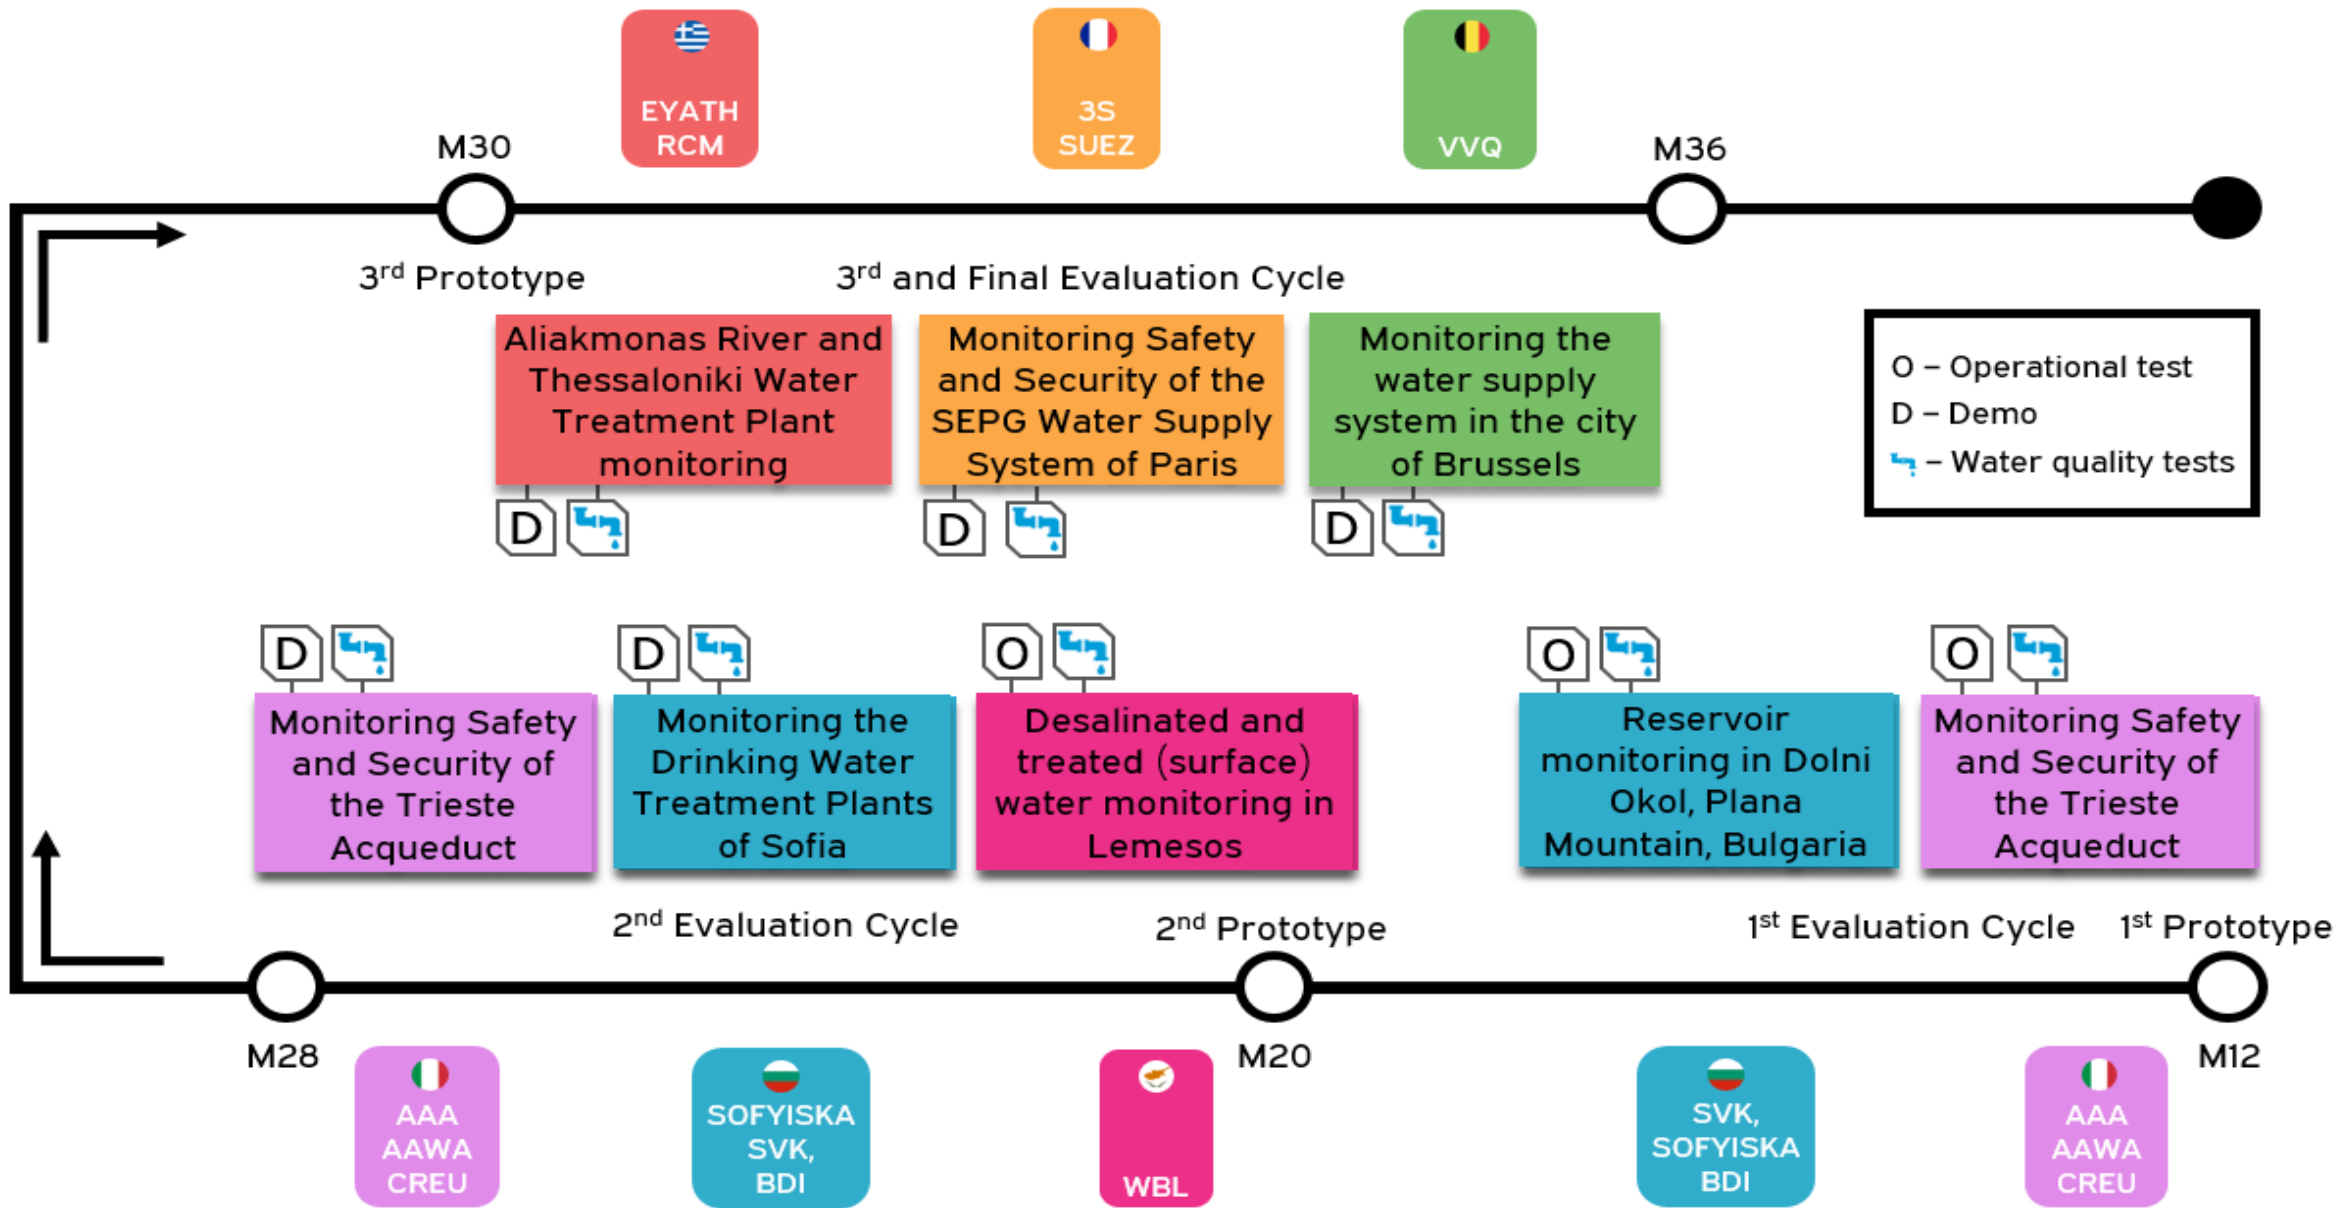 EYATH
RCM
3S
SUEZ
VVQ
M30
M36
3rd Prototype
3rd and Final Evaluation Cycle
Aliakmonas River and
Thessaloniki Water
Treatment Plant
monitoring
D
Monitoring Safety
and Security of the
SEPG Water Supply
System of Paris
D
Monitoring the
water supply
system in the city
of Brussels
D
O – Operational test
D – Demo
– Water quality tests
D
Monitoring Safety
and Security of
the Trieste
Acqueduct
D
Monitoring the
Drinking Water
Treatment Plants
of Sofia
O
Desalinated and
treated (surface)
water monitoring in
Lemesos
O
Reservoir
monitoring in Dolni
Okol, Plana
Mountain, Bulgaria
O
Monitoring Safety
and Security of
the Trieste
Acqueduct
2nd Evaluation Cycle
2nd Prototype
1st Evaluation Cycle
1st Prototype
M28
M20
M12
AAA
AAWA
CREU
SOFYISKA
SVK,
BDI
WBL
SVK,
SOFYISKA
BDI
AAA
AAWA
CREU